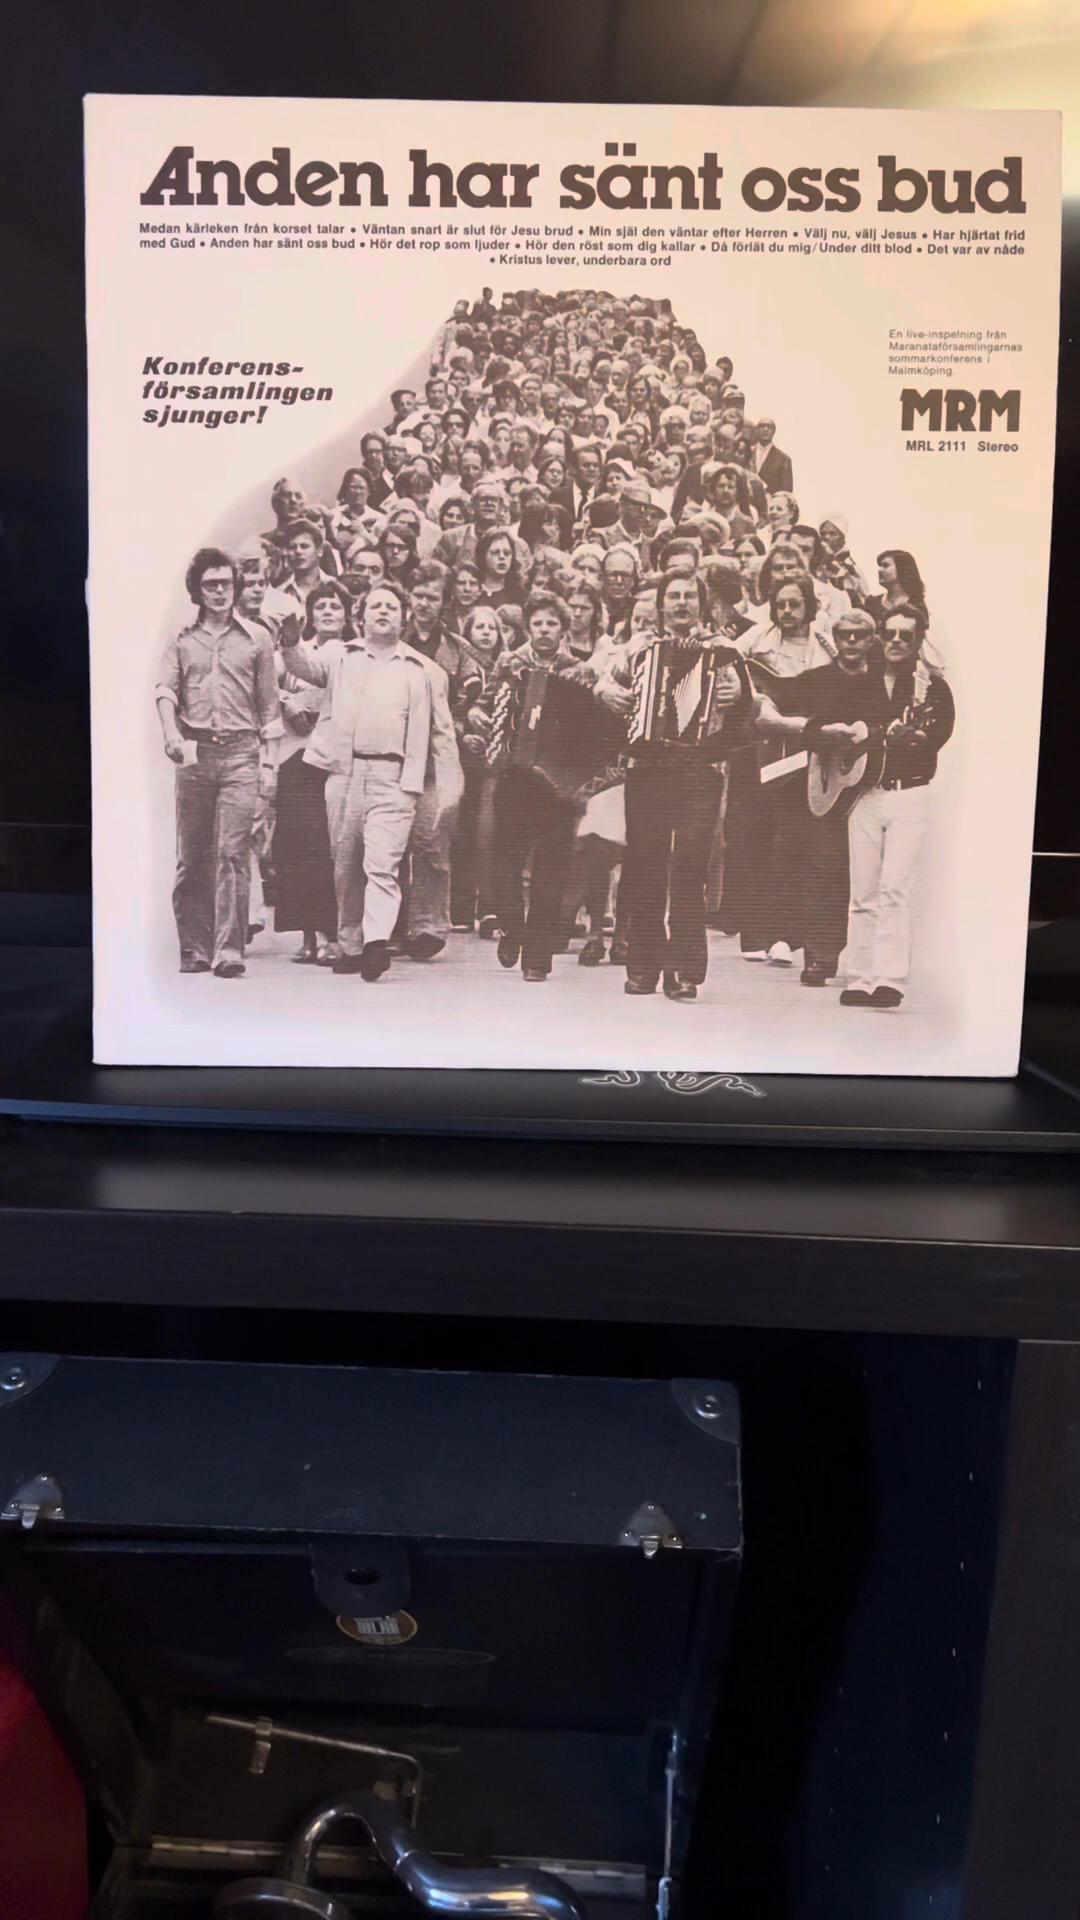 Anden har sänt oss bud
Medan kärleken från korset talar • Väntan snart är slut för Jesu brud • Min själ den väntar efter Herren • Välj nu, välj Jesus • Har hjärtat frid
med Gud • Anden har sänt oss bud • Hör det rop som ljuder • Hör den röst som dig kallar • Då förlät du mig/Under ditt blod • Det var av nåde
• Kristus lever, underbara ord
En live-inspelning från
Maranataförsamlingarnas
sommarkonferens i
Malmköping.
Konferens-
församlingen
sjunger!
MRM
MRL 2111 Stereo